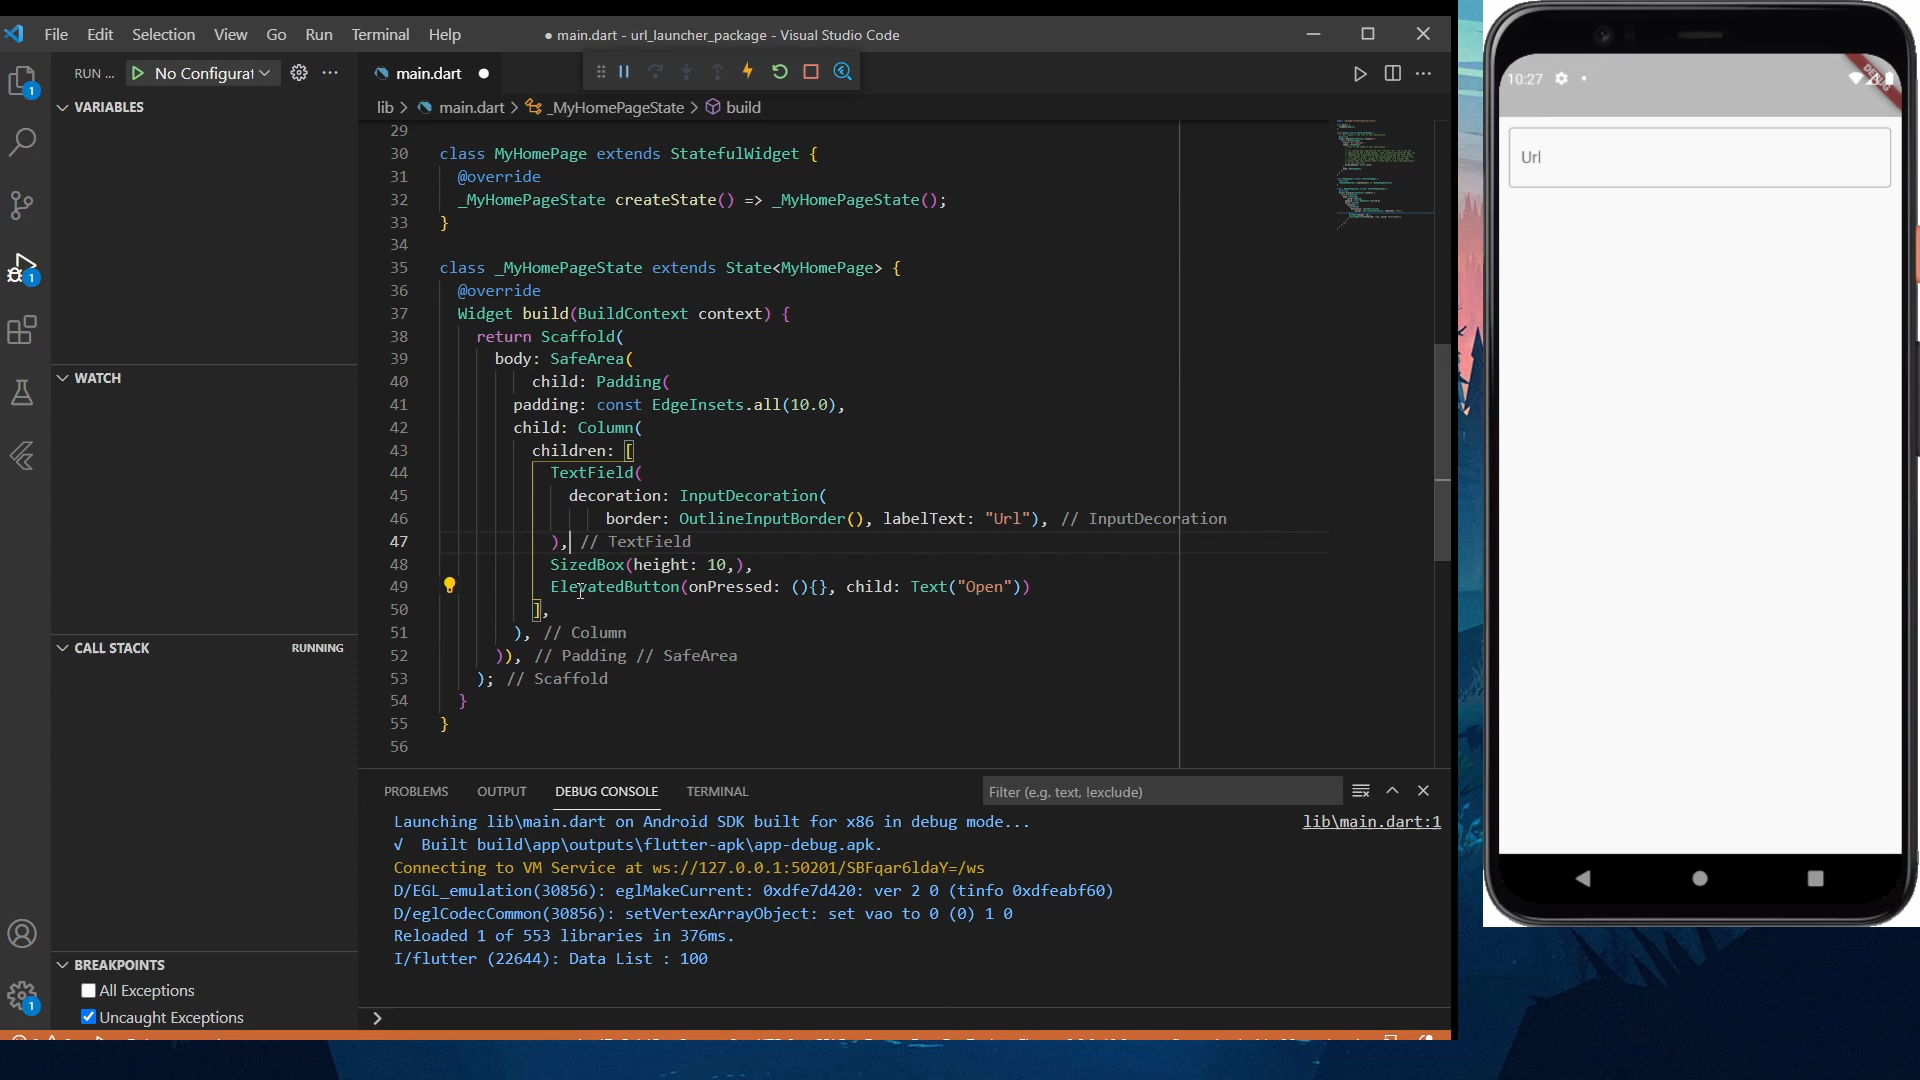 File Edit Selection View Go Run Terminal Help
● main.dart - url_launcher_package - Visual Studio Code
RUN ... No Configurat
main.dart
lib > main.dart > _MyHomePageState > build
VARIABLES
WATCH
CALL STACK RUNNING
BREAKPOINTS
All Exceptions
Uncaught Exceptions
1
1
1
29
30 class MyHomePage extends StatefulWidget {
31 @override
32 _MyHomePageState createState() => _MyHomePageState();
33 }
34
35 class _MyHomePageState extends State<MyHomePage> {
36 @override
37 Widget build(BuildContext context) {
38 return Scaffold(
39 body: SafeArea(
40 child: Padding(
41 padding: const EdgeInsets.all(10.0),
42 child: Column(
43 children: [
44 TextField(
45 decoration: InputDecoration(
46 border: OutlineInputBorder(), labelText: "Url"), // InputDecoration
47 ), // TextField
48 SizedBox(height: 10,),
49 ElevatedButton(onPressed: (){}, child: Text("Open"))
50 ],
51 ), // Column
52 )), // Padding // SafeArea
53 ); // Scaffold
54 }
55 }
56
PROBLEMS OUTPUT DEBUG CONSOLE TERMINAL
Filter (e.g. text, !exclude)
Launching lib\main.dart on Android SDK built for x86 in debug mode... lib\main.dart:1
√ Built build\app\outputs\flutter-apk\app-debug.apk.
Connecting to VM Service at ws://127.0.0.1:50201/SBFqar6ldaY=/ws
D/EGL_emulation(30856): eglMakeCurrent: 0xdfe7d420: ver 2 0 (tinfo 0xdfeabf60)
D/eglCodecCommon(30856): setVertexArrayObject: set vao to 0 (0) 1 0
Reloaded 1 of 553 libraries in 376ms.
I/flutter (22644): Data List : 100
>
10:27
DEBUG
Url